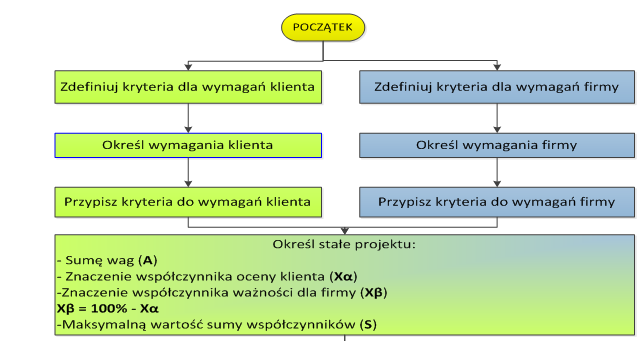 POCZĄTEK
Zdefiniuj kryteria dla wymagań klienta
Zdefiniuj kryteria dla wymagań firmy
Określ wymagania klienta
Określ wymagania firmy
Przypisz kryteria do wymagań klienta
Przypisz kryteria do wymagań firmy
Określ stałe projektu:
- Sumę wag (A)
- Znaczenie współczynnika oceny klienta (Xα)
-Znaczenie współczynnika ważności dla firmy (Xβ)
Xβ = 100% - Xα
-Maksymalną wartość sumy współczynników (S)